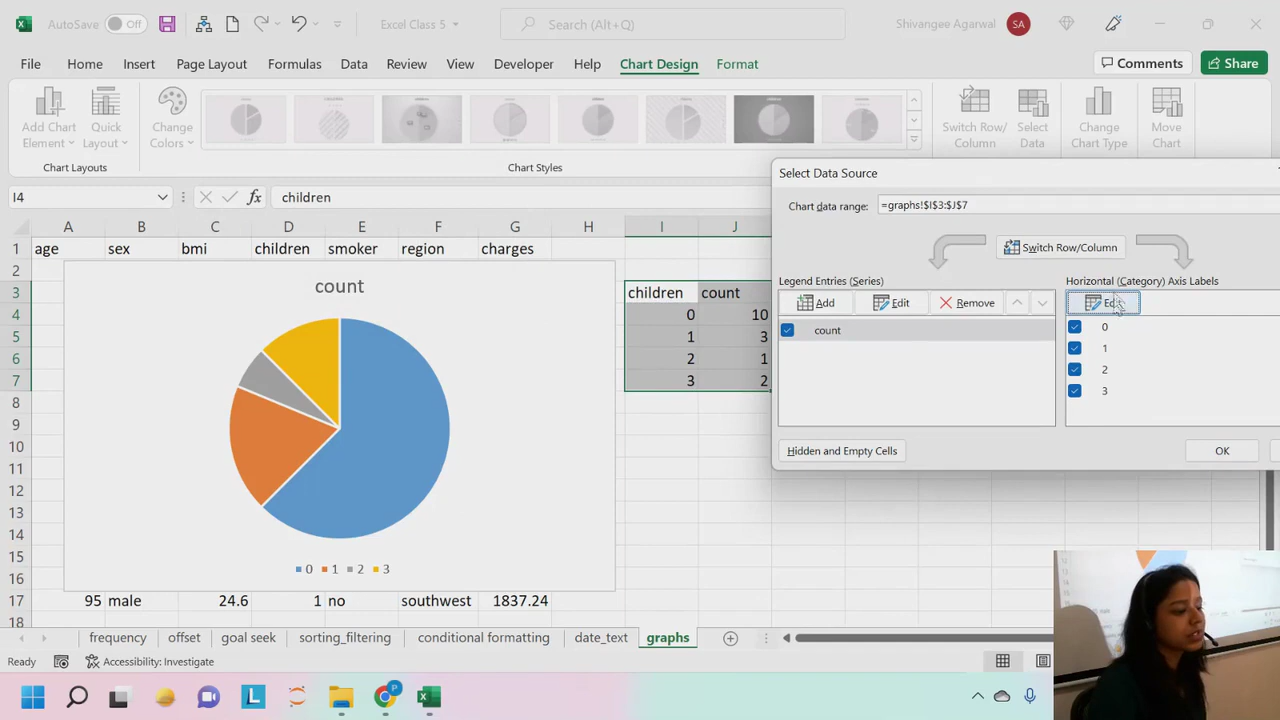 AutoSave Off Excel Class 5 Search (Alt+Q) Shivangee Agarwal SA
File Home Insert Page Layout Formulas Data Review View Developer Help Chart Design Format Comments Share
Add Chart Element Quick Layout Change Colors Switch Row/Column Select Data Change Chart Type Move Chart
Chart Layouts Chart Styles
Select Data Source
I4 fx children
Chart data range: =graphs!$I$3:$J$7
Switch Row/Column
Legend Entries (Series) Horizontal (Category) Axis Labels
Add Edit Remove Edit
count
0
1
2
3
Hidden and Empty Cells OK
A B C D E F G H I J
1 age sex bmi children smoker region charges
2
3 children count
4 0 10
5 1 3
6 2 1
7 3 2
8
9
10
11
12
13
14
15
16
17 95 male 24.6 1 no southwest 1837.24
18
count
0 1 2 3
frequency offset goal seek sorting_filtering conditional formatting date_text graphs
Ready Accessibility: Investigate
L P